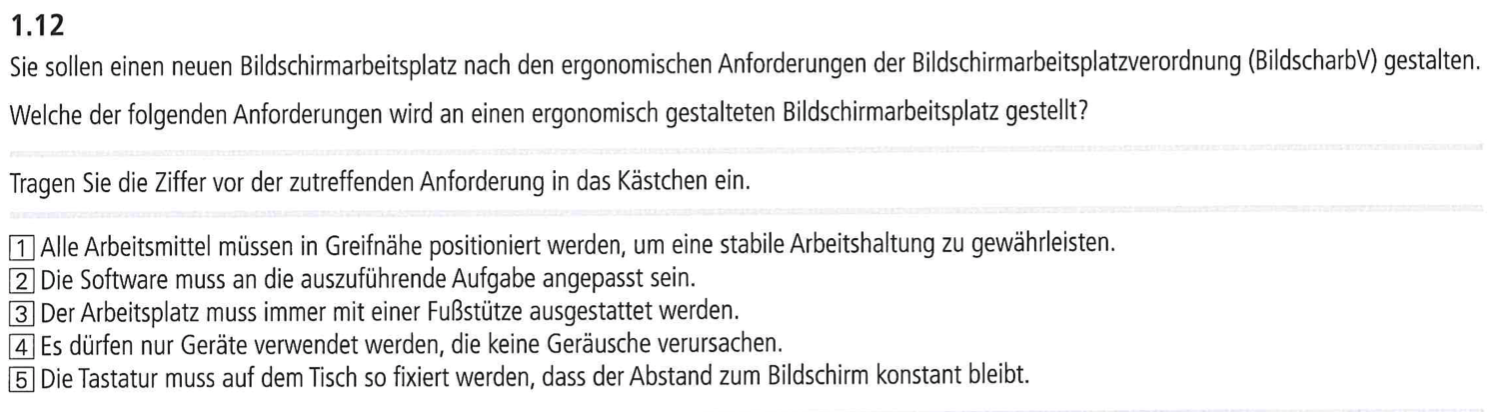 1.12
Sie sollen einen neuen Bildschirmarbeitsplatz nach den ergonomischen Anforderungen der Bildschirmarbeitsplatzverordnung (BildscharbV) gestalten.
Welche der folgenden Anforderungen wird an einen ergonomisch gestalteten Bildschirmarbeitsplatz gestellt?
Tragen Sie die Ziffer vor der zutreffenden Anforderung in das Kästchen ein.
1 Alle Arbeitsmittel müssen in Greifnähe positioniert werden, um eine stabile Arbeitshaltung zu gewährleisten.
2 Die Software muss an die auszuführende Aufgabe angepasst sein.
3 Der Arbeitsplatz muss immer mit einer Fußstütze ausgestattet werden.
4 Es dürfen nur Geräte verwendet werden, die keine Geräusche verursachen.
5 Die Tastatur muss auf dem Tisch so fixiert werden, dass der Abstand zum Bildschirm konstant bleibt.